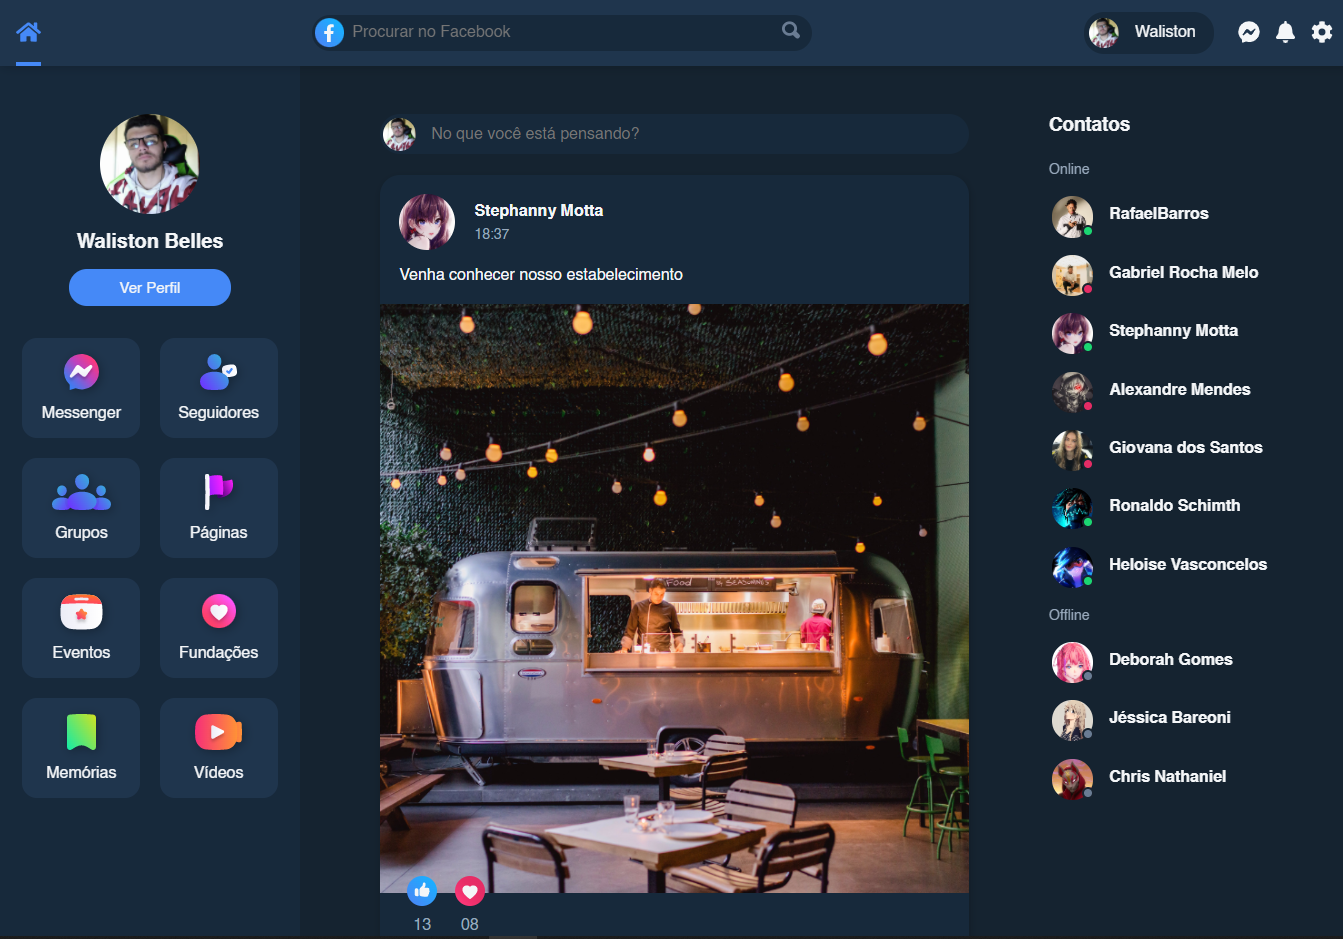 Procurar no Facebook
Waliston
Waliston Belles
Ver Perfil
Messenger
Seguidores
Grupos
Páginas
Eventos
Fundações
Memórias
Vídeos
No que você está pensando?
Stephanny Motta
18:37
Venha conhecer nosso estabelecimento
Food
& SEASONINGS
13
08
Contatos
Online
RafaelBarros
Gabriel Rocha Melo
Stephanny Motta
Alexandre Mendes
Giovana dos Santos
Ronaldo Schimth
Heloise Vasconcelos
Offline
Deborah Gomes
Jéssica Bareoni
Chris Nathaniel